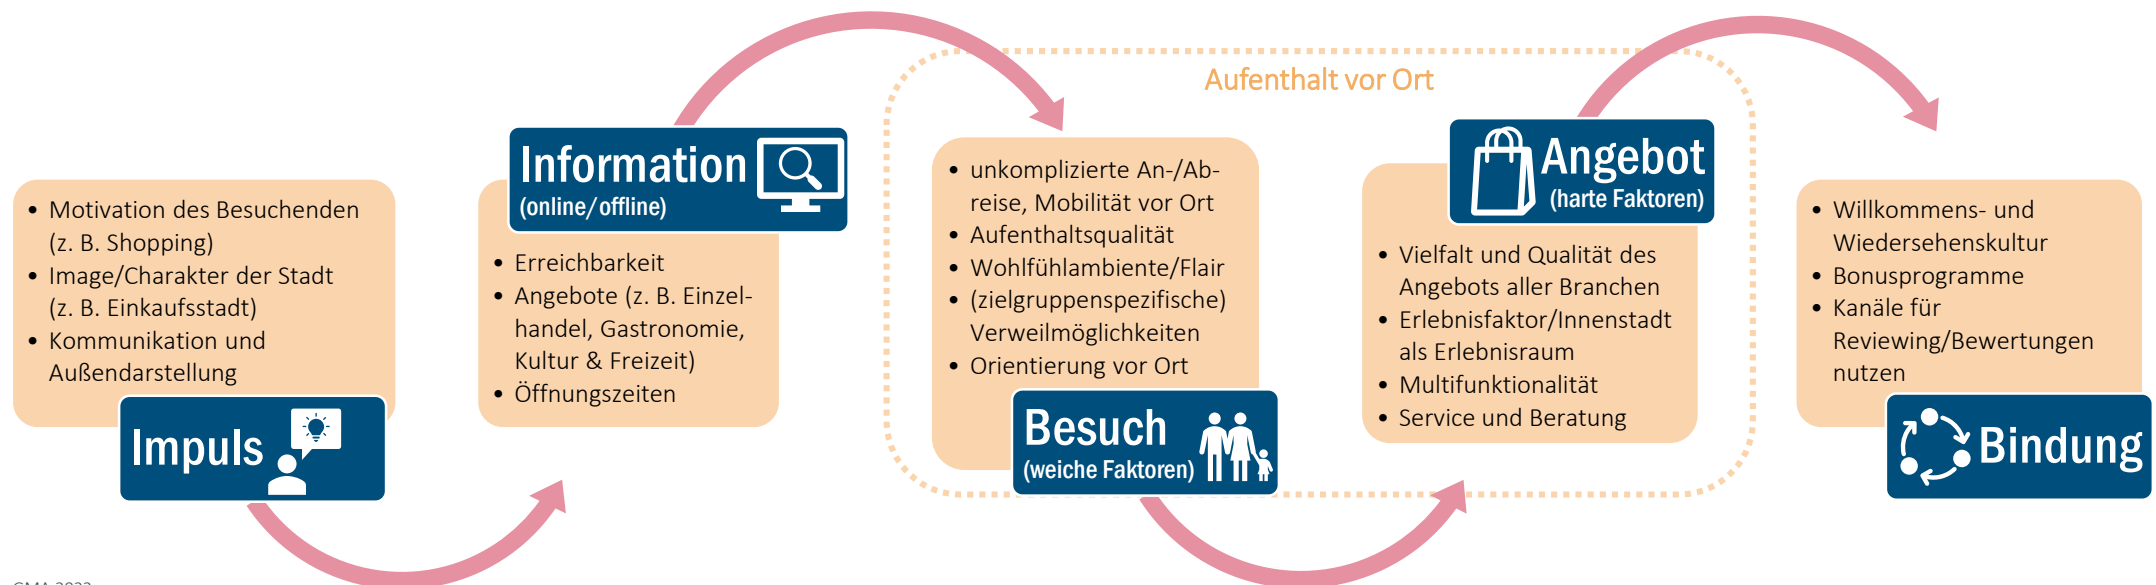 • Motivation des Besuchenden
(z. B. Shopping)
• Image/Charakter der Stadt
(z. B. Einkaufsstadt)
• Kommunikation und
Außendarstellung
Impuls
Information
(online/offline)
• Erreichbarkeit
• Angebote (z. B. Einzel-
handel, Gastronomie,
Kultur & Freizeit)
• Öffnungszeiten
Aufenthalt vor Ort
• unkomplizierte An-/Ab-
reise, Mobilität vor Ort
• Aufenthaltsqualität
• Wohlfühlambiente/Flair
• (zielgruppenspezifische)
Verweilmöglichkeiten
• Orientierung vor Ort
Besuch
(weiche Faktoren)
Angebot
(harte Faktoren)
• Vielfalt und Qualität des
Angebots aller Branchen
• Erlebnisfaktor/Innenstadt
als Erlebnisraum
• Multifunktionalität
• Service und Beratung
• Willkommens- und
Wiedersehenskultur
• Bonusprogramme
• Kanäle für
Reviewing/Bewertungen
nutzen
Bindung